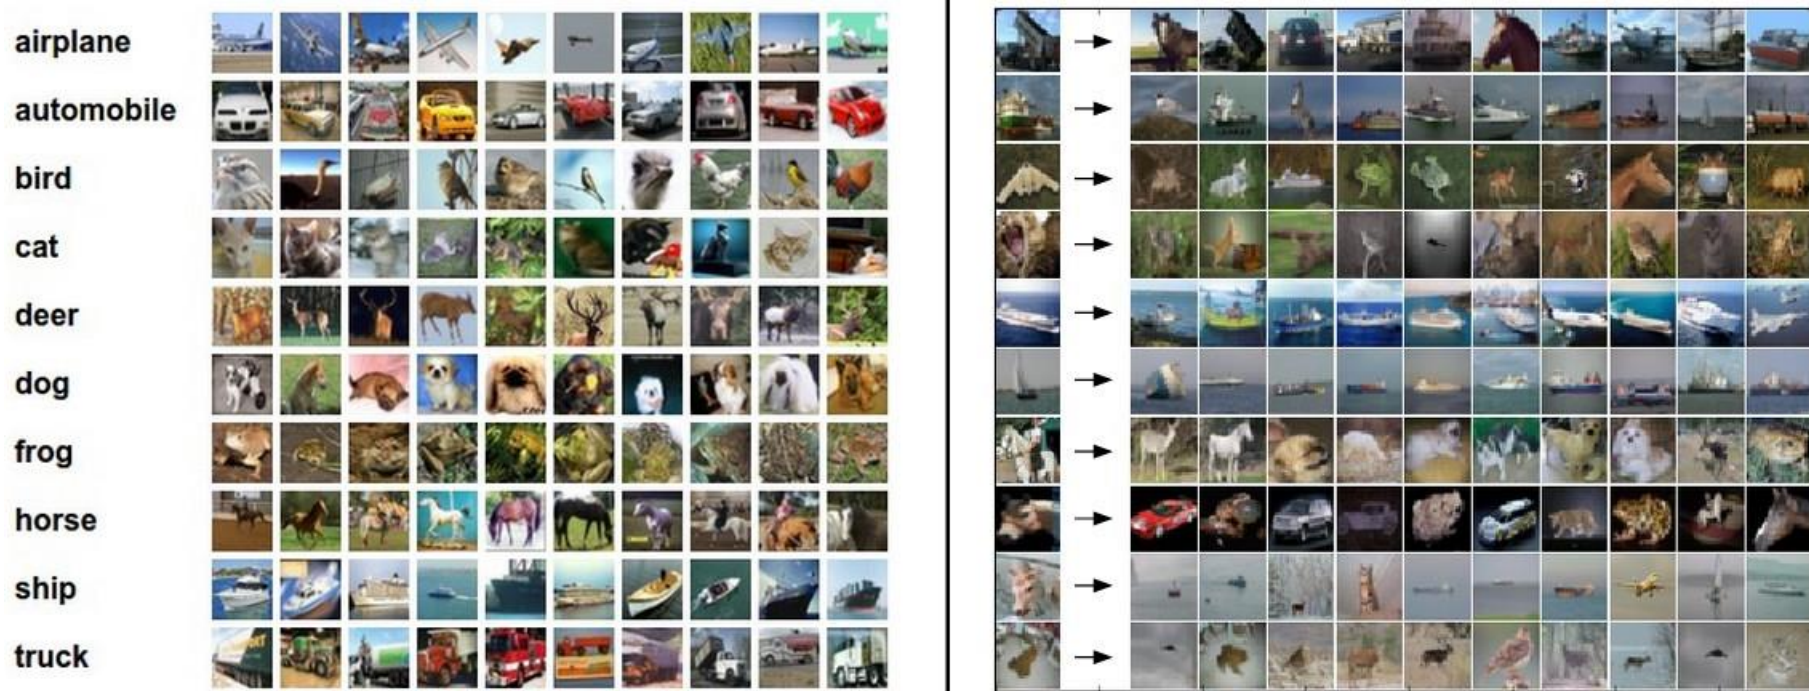 airplane
automobile
bird
cat
deer
dog
frog
horse
ship
truck